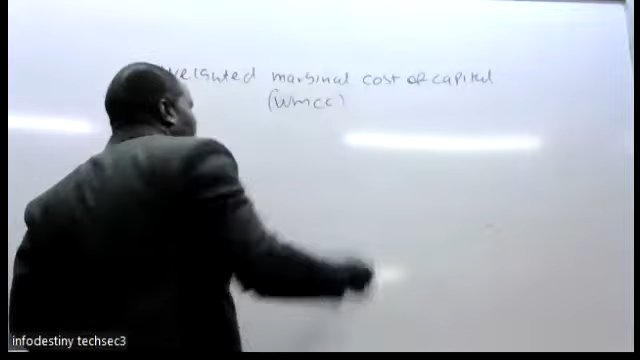 Weighted marginal cost of capital
(WMCC)
infodestiny techsec3